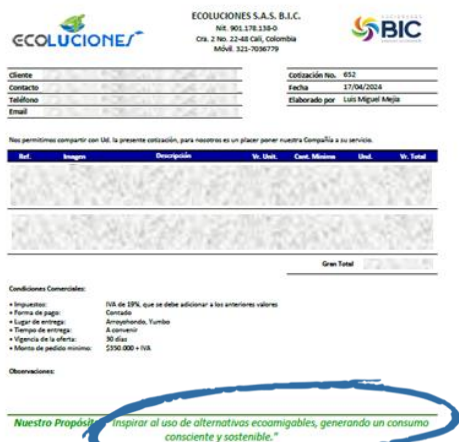 ECOLUCIONES
ECOLUCIONES S.A.S. B.I.C.
Nit. 901.178.138-0
Cra. 2 No. 22-48 Cali, Colombia
Móvil. 321-7036779
BIC
Cliente
Contacto
Teléfono
Email
Cotización No. 652
Fecha 17/04/2024
Elaborado por Luis Miguel Mejia
Nos permitimos compartir con Ud. la presente cotización, para nosotros es un placer poner nuestra Compañía a su servicio.
Ref. Imagen Descripción Vr. Unit. Cant. Mínima Und. Vr. Total
Gran Total
Condiciones Comerciales:
• Impuestos: IVA de 19%, que se debe adicionar a los anteriores valores
• Forma de pago: Contado
• Lugar de entrega: Arroyohondo, Yumbo
• Tiempo de entrega: A convenir
• Vigencia de la oferta: 30 días
• Monto de pedido mínimo: $350.000 + IVA
Observaciones:
Nuestro Propósito "Inspirar al uso de alternativas ecoamigables, generando un consumo
consciente y sostenible."